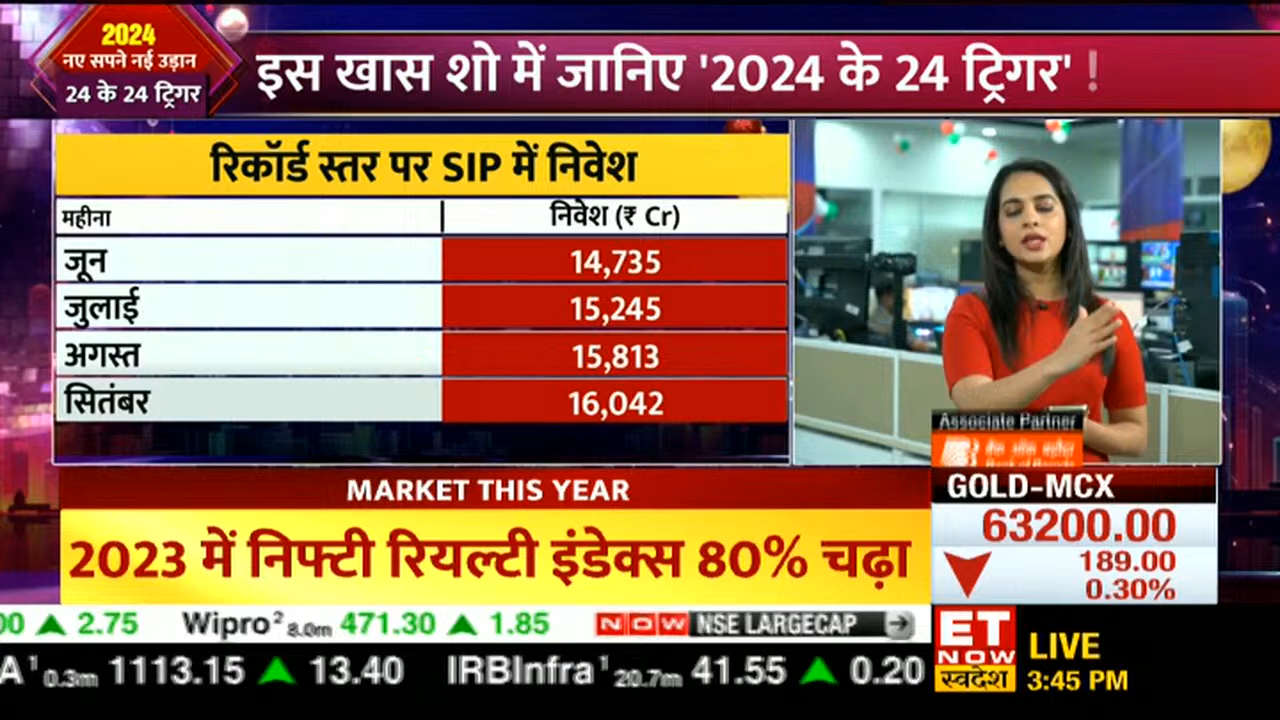 2024
नए सपने नई उड़ान
24 के 24 ट्रिगर
इस खास शो में जानिए '2024 के 24 ट्रिगर' !
रिकॉर्ड स्तर पर SIP में निवेश
महीना निवेश (₹ Cr)
जून 14,735
जुलाई 15,245
अगस्त 15,813
सितंबर 16,042
Associate Partner
MARKET THIS YEAR
2023 में निफ्टी रियल्टी इंडेक्स 80% चढ़ा
GOLD-MCX
63200.00
189.00
0.30%
00 ▲ 2.75 Wipro 2 8.0m 471.30 ▲ 1.85 NOW NSE LARGECAP
A 1 0.3m 1113.15 ▲ 13.40 IRBInfra 1 20.7m 41.55 ▲ 0.20
ET
NOW
स्वदेश
LIVE
3:45 PM